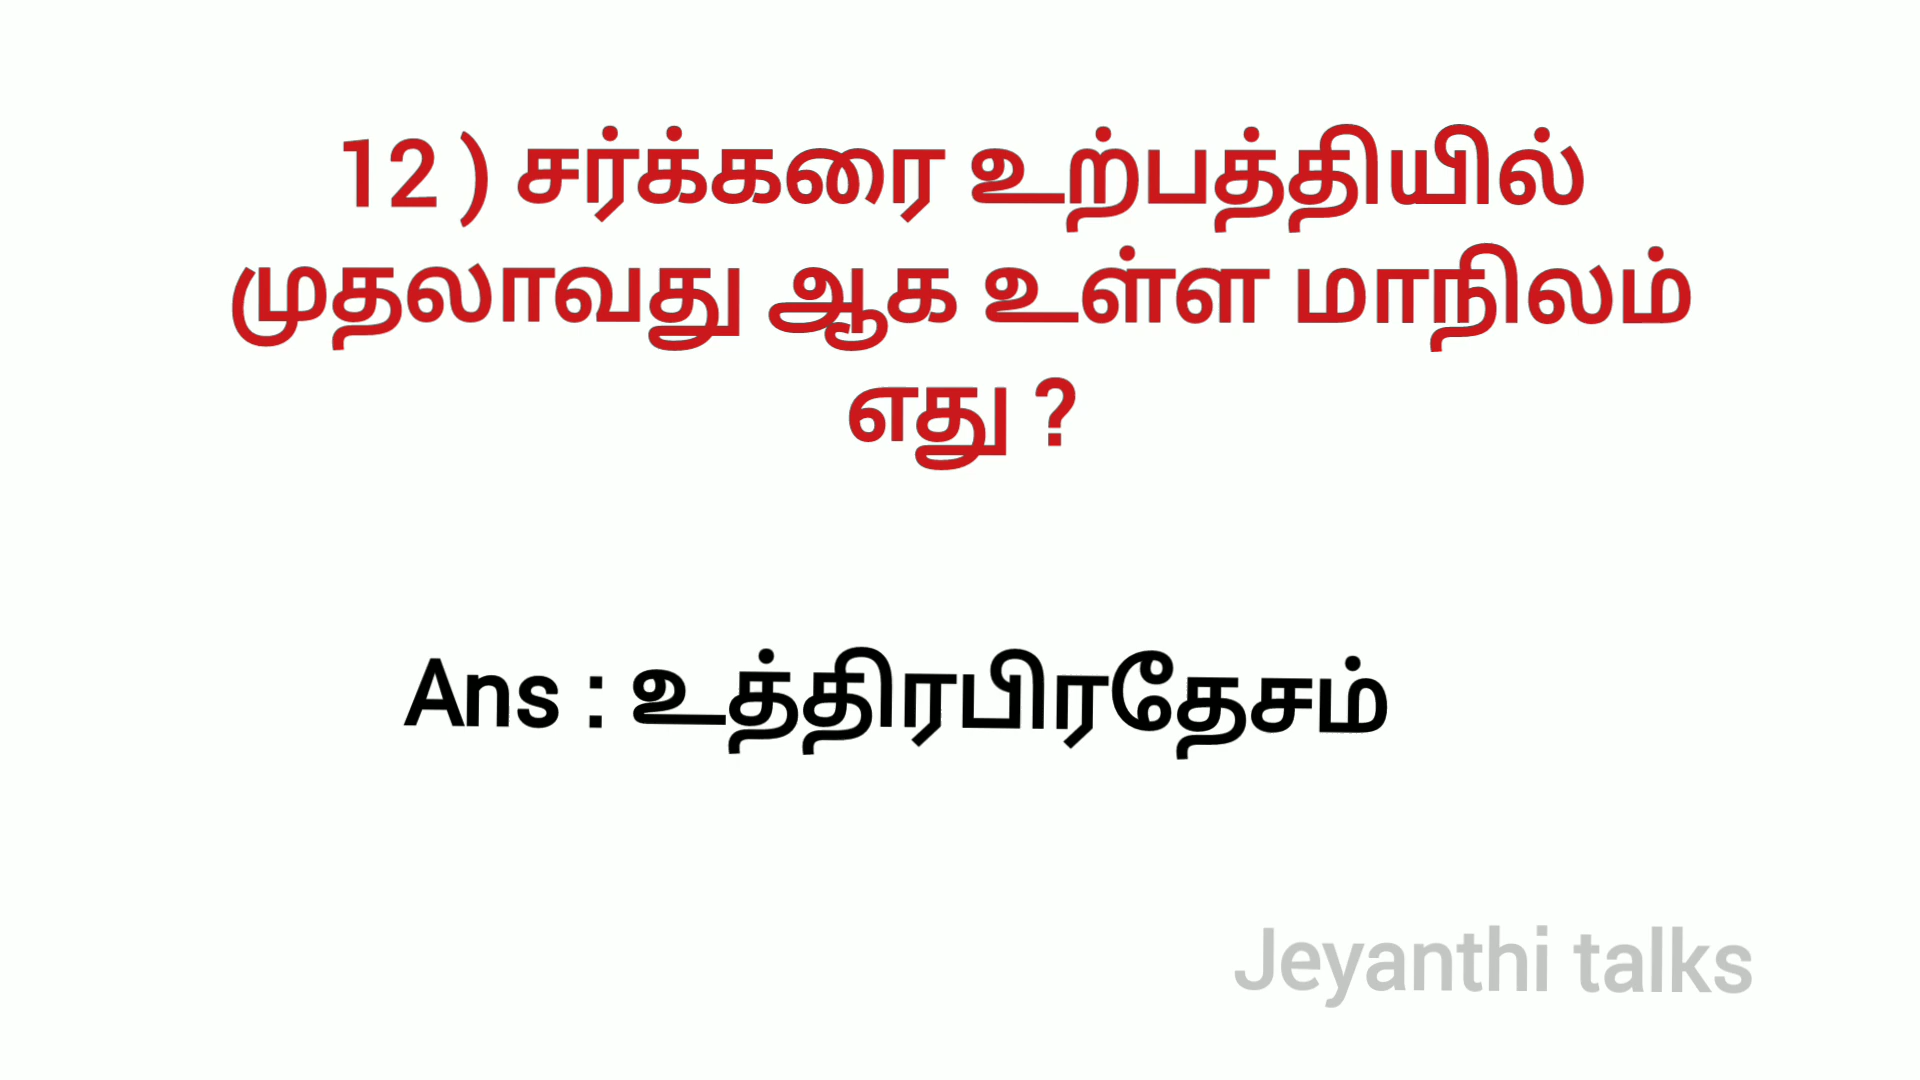 12 ) சர்க்கரை உற்பத்தியில்
முதலாவது ஆக உள்ள மாநிலம்
எது ?
Ans : உத்திரபிரதேசம்
Jeyanthi talks